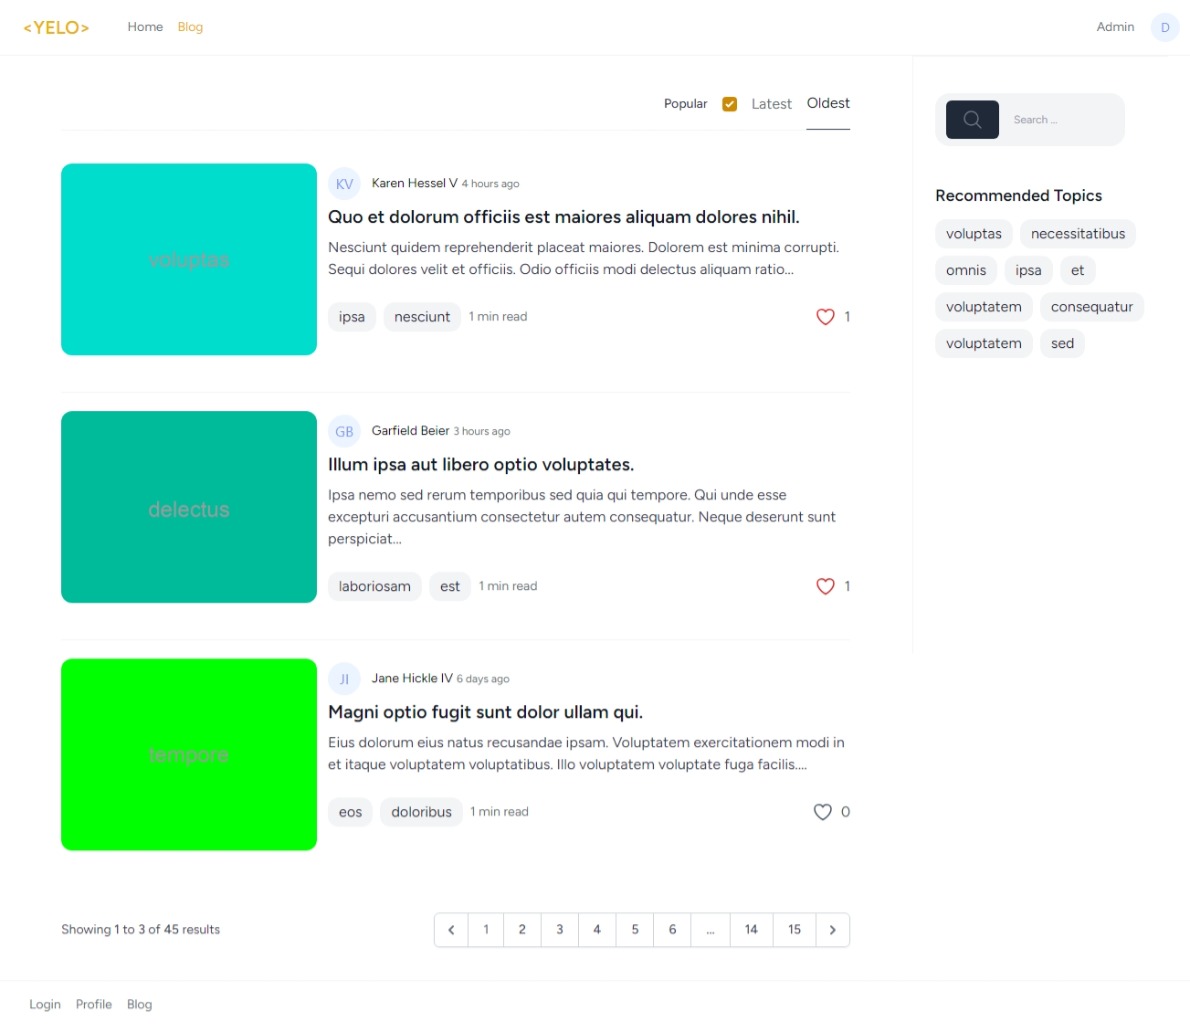 <YELO> Home Blog Admin D
Popular Latest Oldest
voluptas
KV Karen Hessel V 4 hours ago
Quo et dolorum officiis est maiores aliquam dolores nihil.
Nesciunt quidem reprehenderit placeat maiores. Dolorem est minima corrupti.
Sequi dolores velit et officiis. Odio officiis modi delectus aliquam ratio...
ipsa nesciunt 1 min read 1
delectus
GB Garfield Beier 3 hours ago
Illum ipsa aut libero optio voluptates.
Ipsa nemo sed rerum temporibus sed quia qui tempore. Qui unde esse
excepturi accusantium consectetur autem consequatur. Neque deserunt sunt
perspiciat...
laboriosam est 1 min read 1
tempore
JI Jane Hickle IV 6 days ago
Magni optio fugit sunt dolor ullam qui.
Eius dolorum eius natus recusandae ipsam. Voluptatem exercitationem modi in
et itaque voluptatem voluptatibus. Illo voluptatem voluptate fuga facilis....
eos doloribus 1 min read 0
Showing 1 to 3 of 45 results
1 2 3 4 5 6 ... 14 15
Search ...
Recommended Topics
voluptas necessitatibus
omnis ipsa et
voluptatem consequatur
voluptatem sed
Login Profile Blog